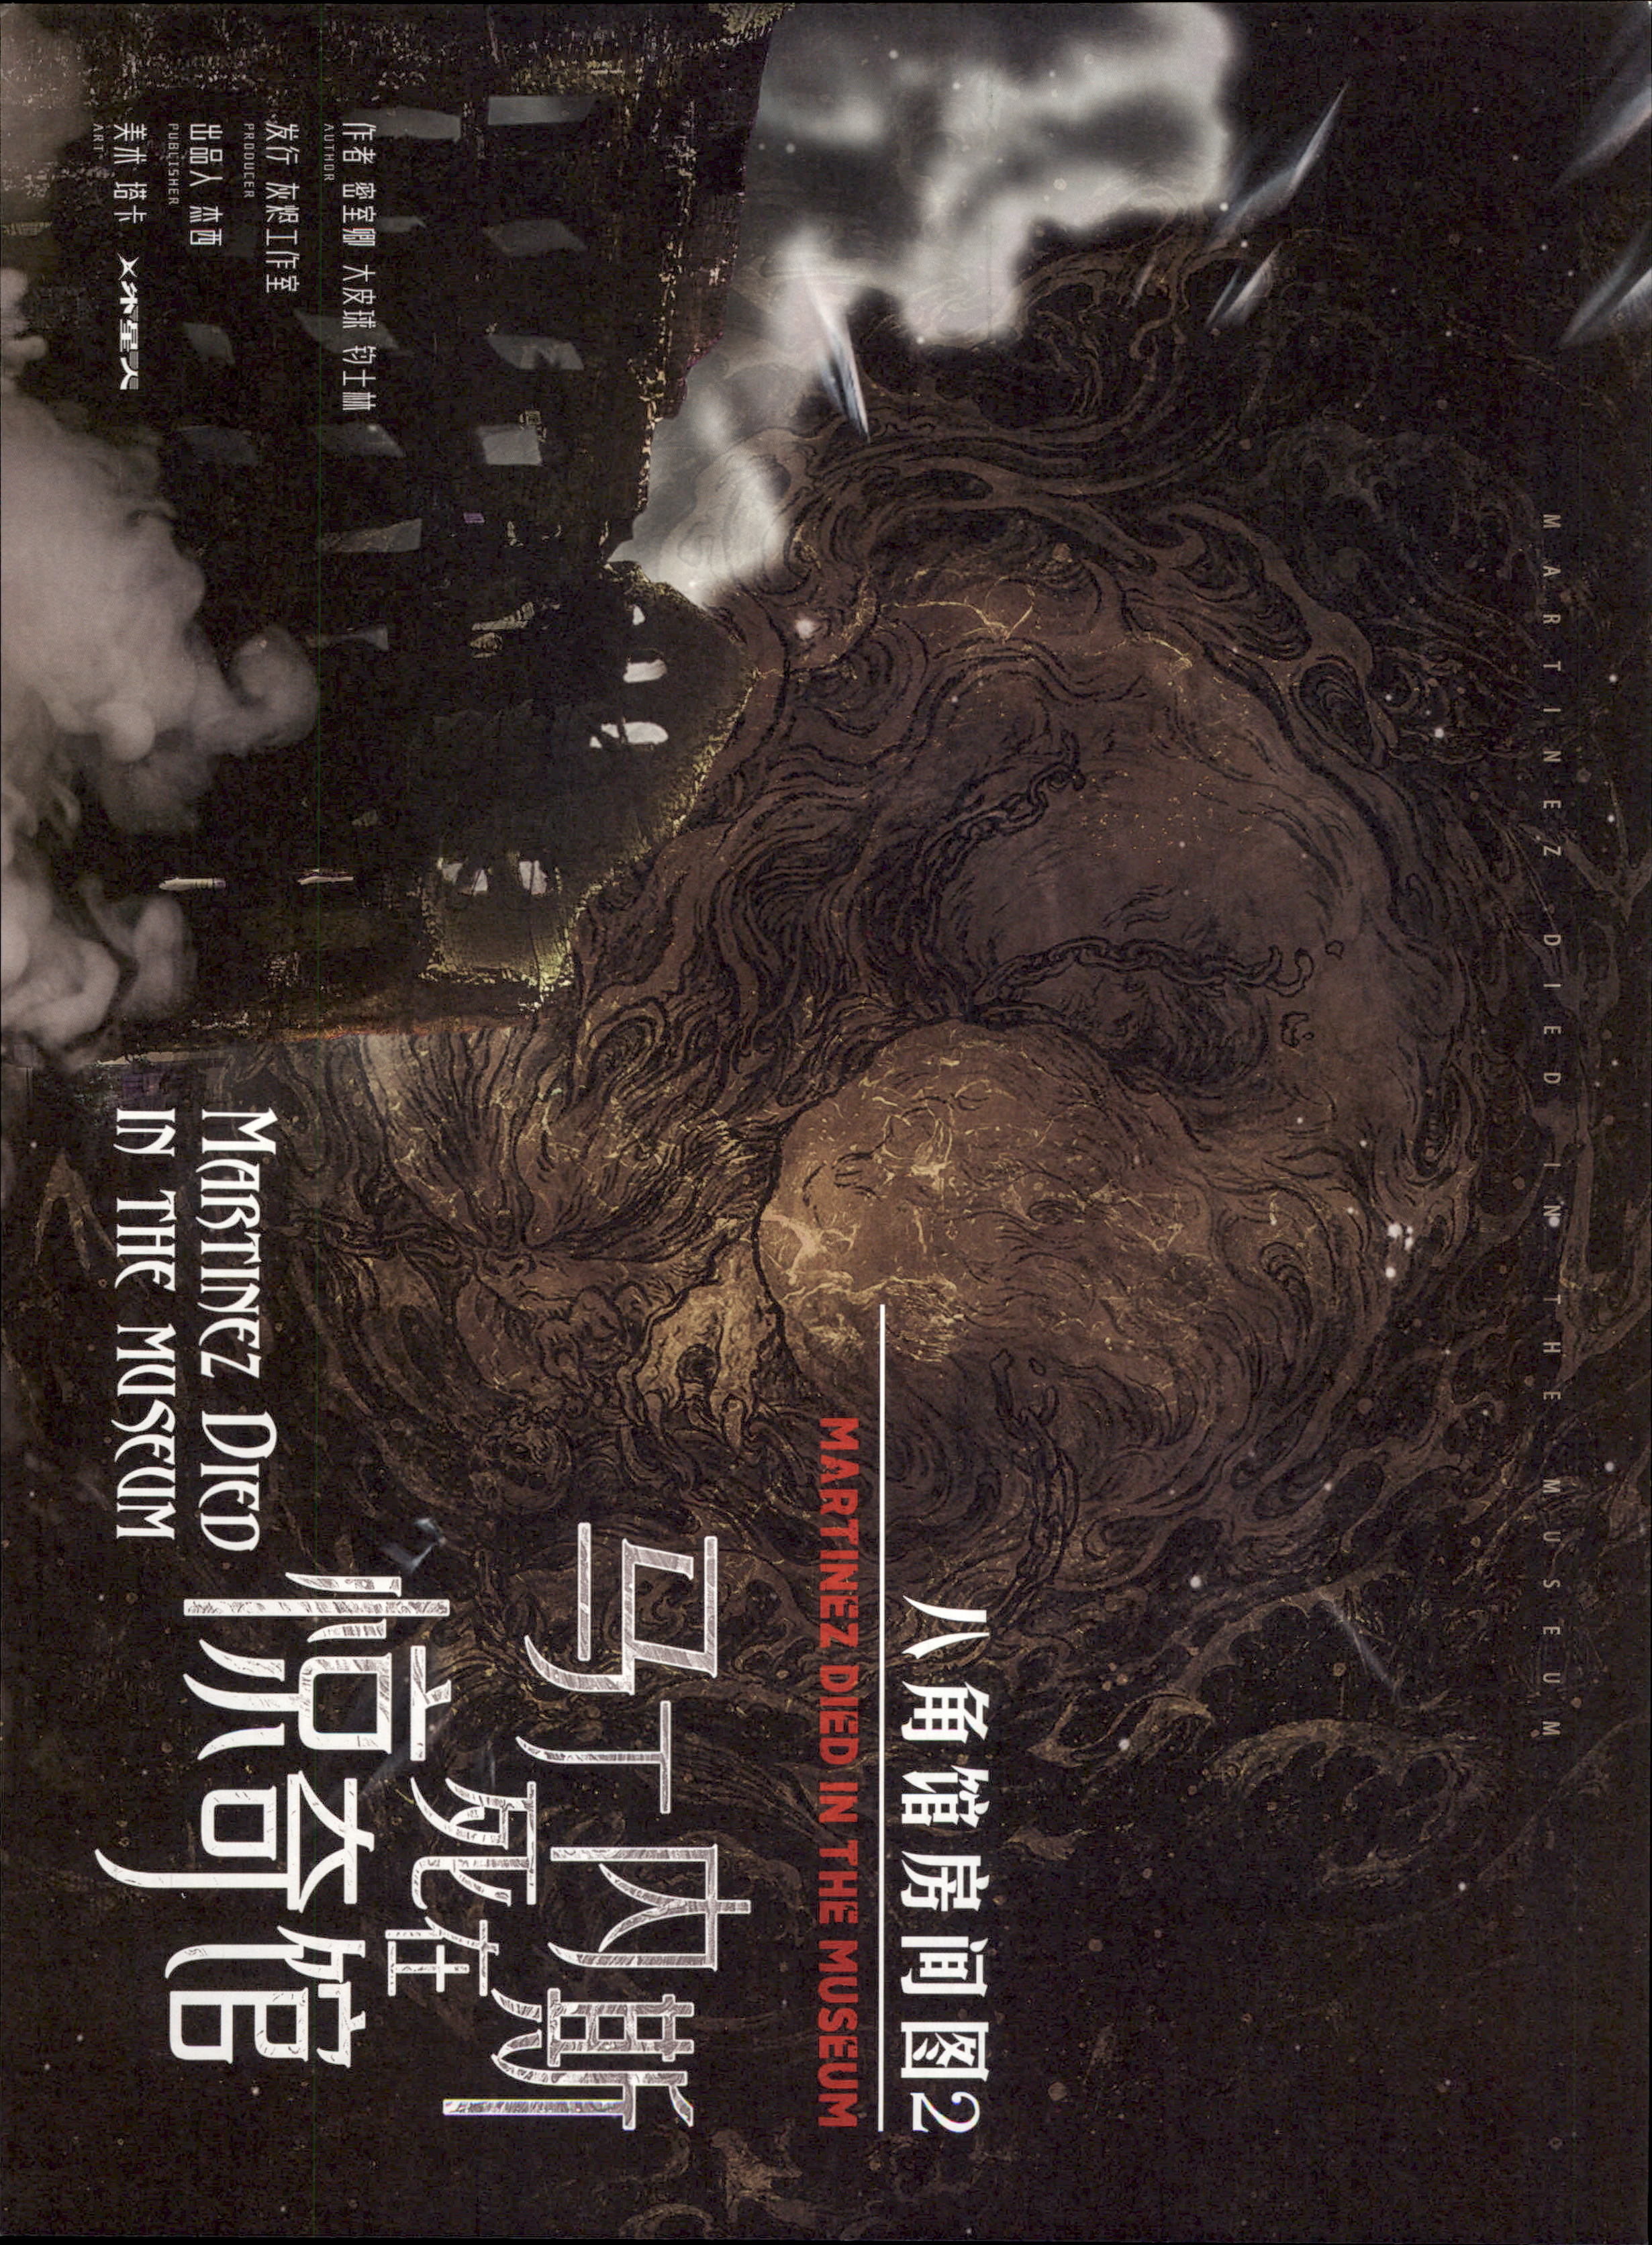 MARTINEZ DIED IN THE MUSEUM
八角馆房间图2
MARTINEZ DIED IN THE MUSEUM
马丁内斯
死在
惊奇馆
MARTINEZ DIED
IN THE MUSEUM
作者 密室卿 大皮球 钧士林
AUTHOR
发行 灰烬工作室
PRODUCER
出品人 杰西
PUBLISHER
美术 塔卡
ART